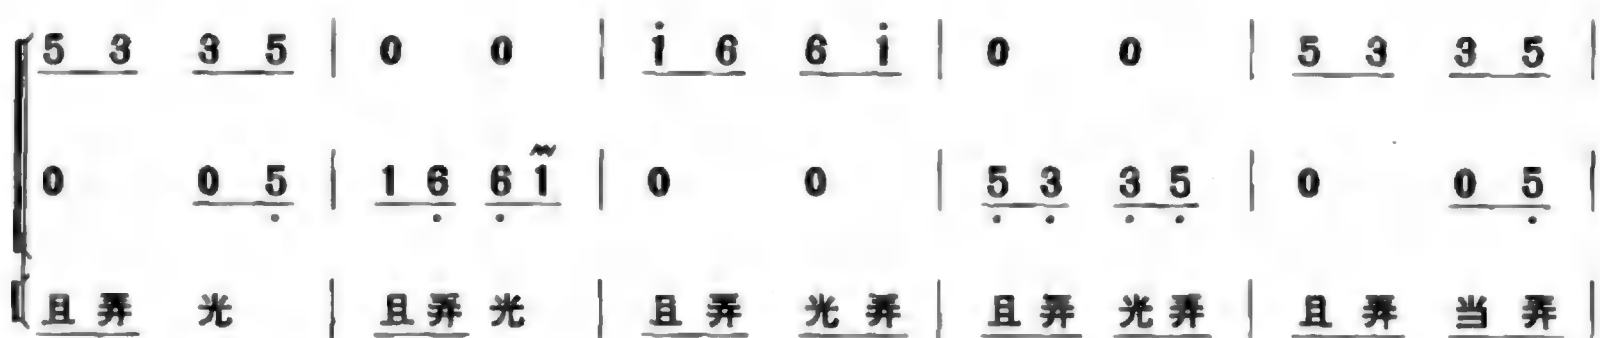 5 3 3 5 | 0 0 | i 6 6 i | 0 0 | 5 3 3 5 |
0 0 5 | 1 6 6 1 | 0 0 | 5 3 3 5 | 0 0 5 |
且弄 光 | 且弄 光 | 且弄 光弄 | 且弄 光弄 | 且弄 当弄 |